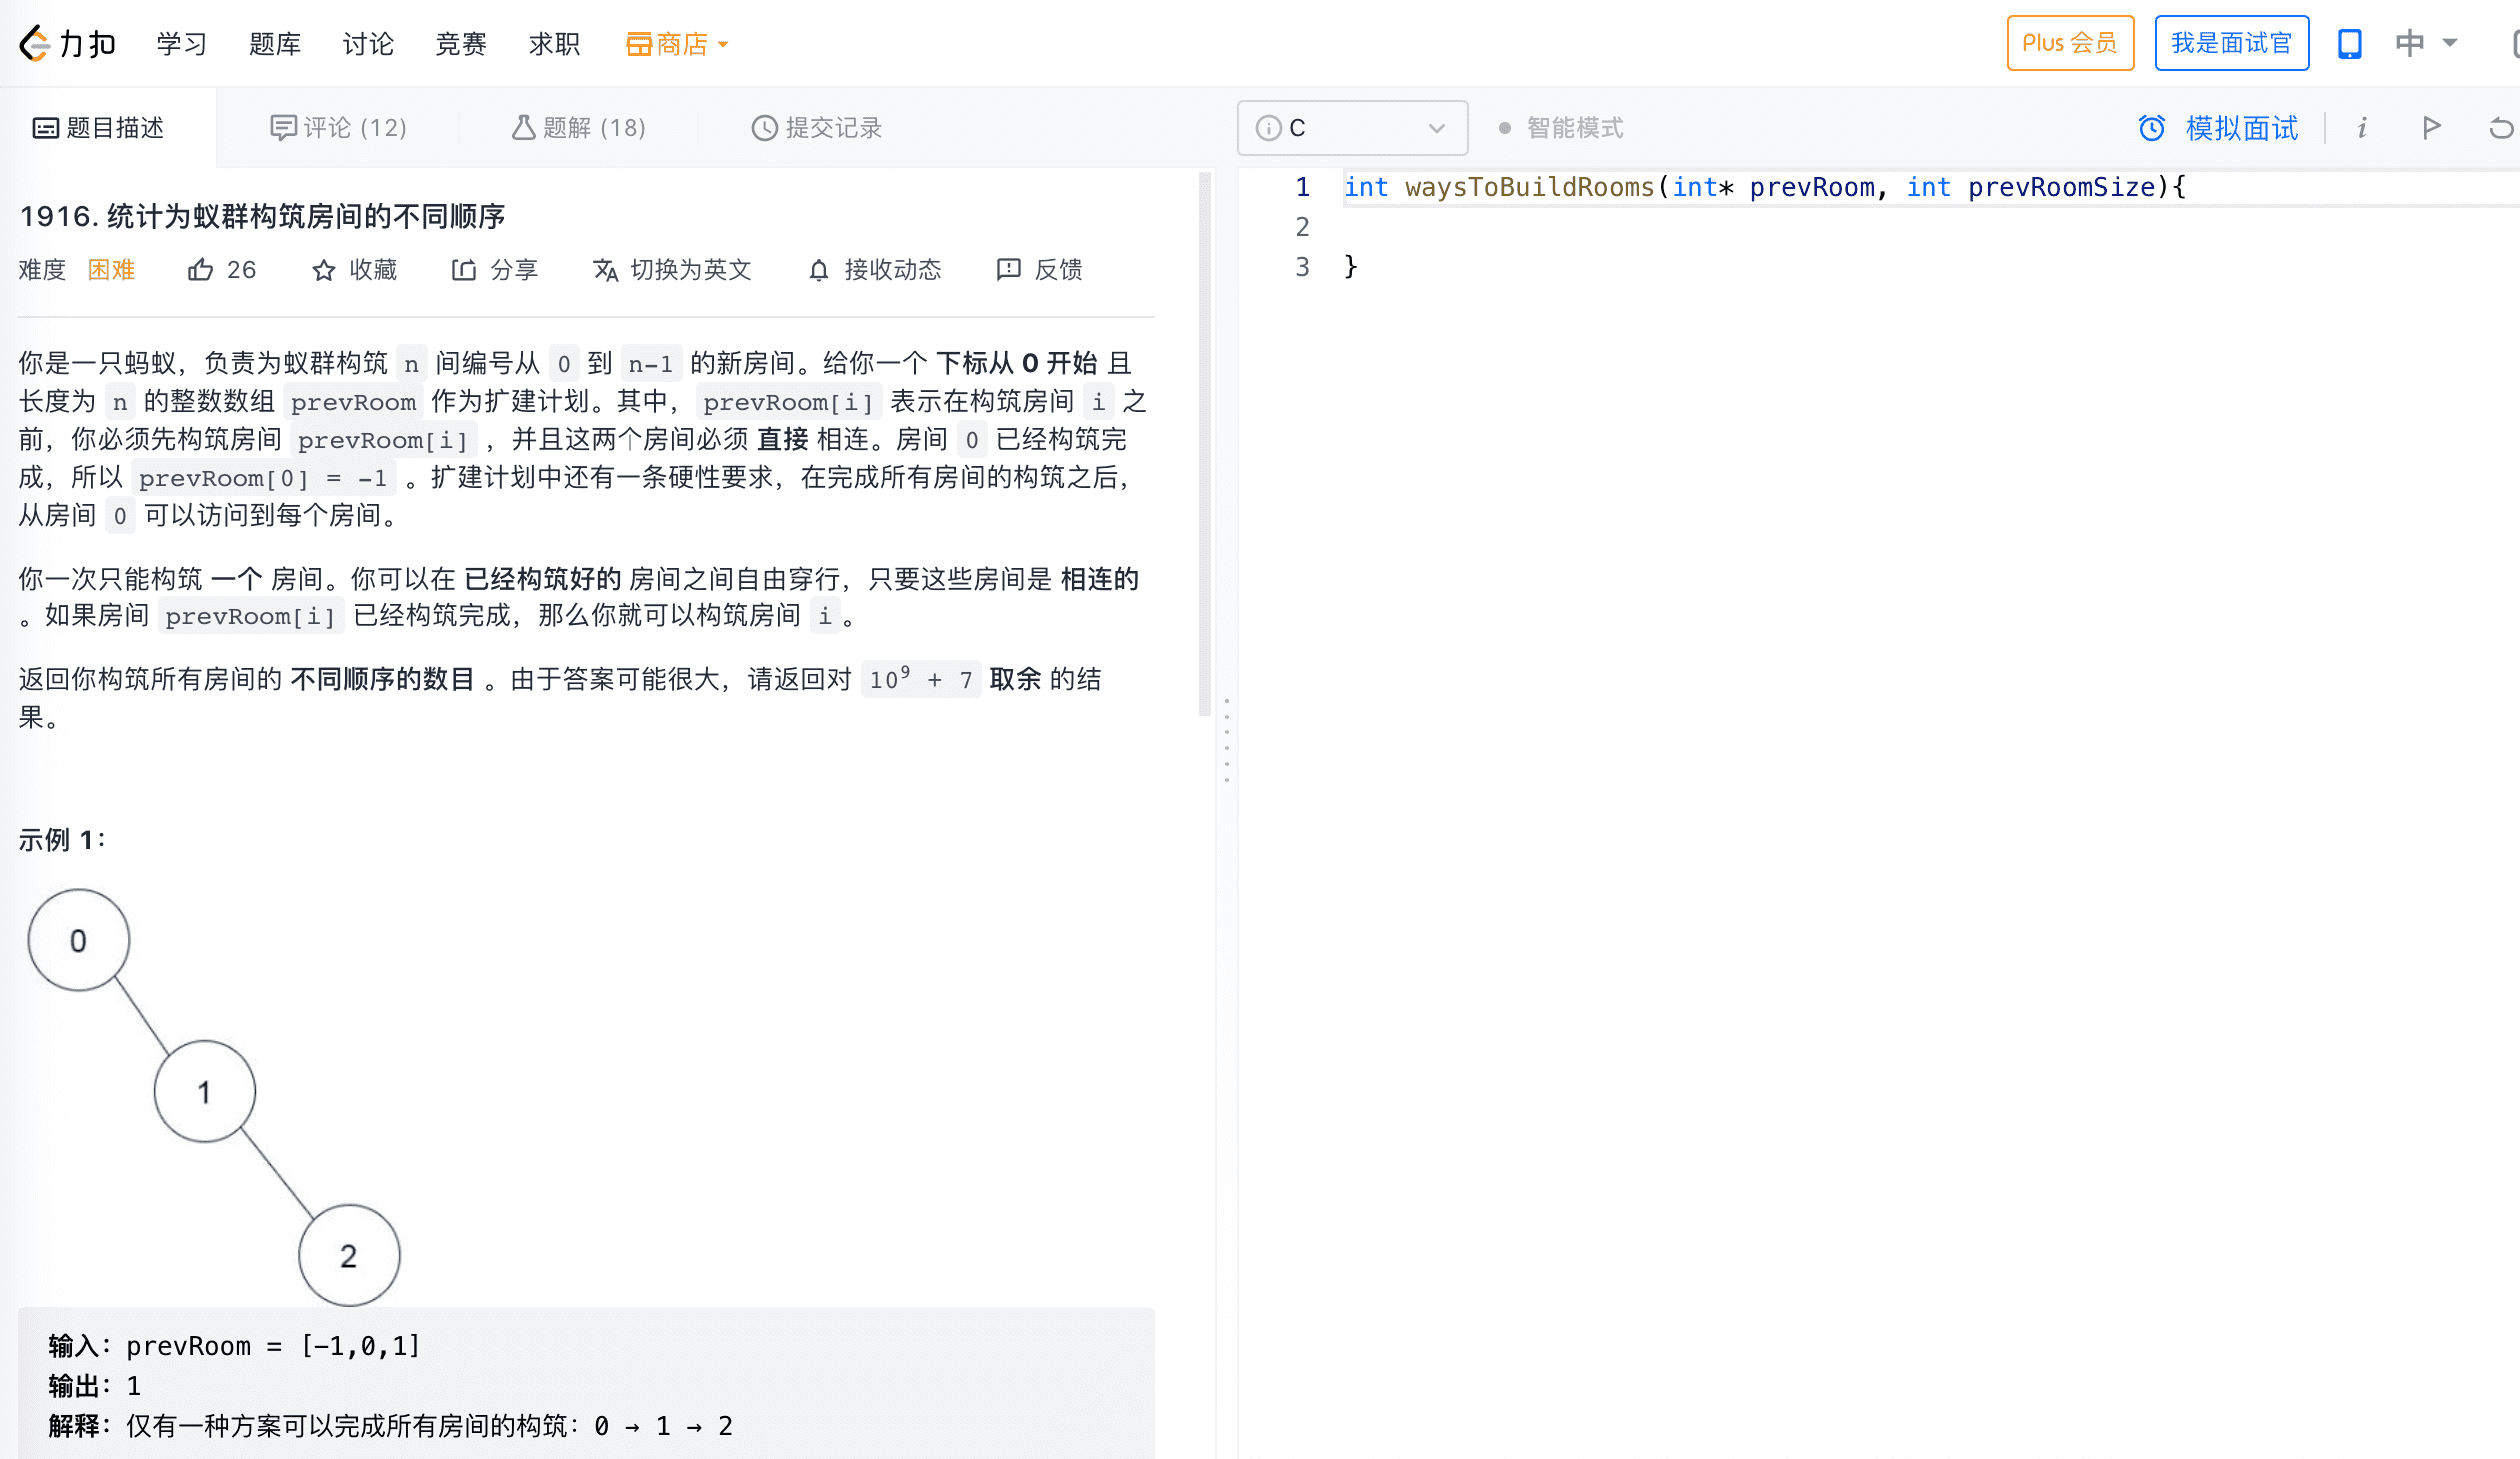 力扣 学习 题库 讨论 竞赛 求职 商店 Plus 会员 我是面试官 中
题目描述 评论 (12) 题解 (18) 提交记录
C 智能模式 模拟面试 i
1916. 统计为蚁群构筑房间的不同顺序
难度 困难 26 收藏 分享 切换为英文 接收动态 反馈
你是一只蚂蚁，负责为蚁群构筑 n 间编号从 0 到 n-1 的新房间。给你一个 下标从 0 开始 且
长度为 n 的整数数组 prevRoom 作为扩建计划。其中，prevRoom[i] 表示在构筑房间 i 之
前，你必须先构筑房间 prevRoom[i] ，并且这两个房间必须 直接 相连。房间 0 已经构筑完
成，所以 prevRoom[0] = -1 。扩建计划中还有一条硬性要求，在完成所有房间的构筑之后，
从房间 0 可以访问到每个房间。
你一次只能构筑 一个 房间。你可以在 已经构筑好的 房间之间自由穿行，只要这些房间是 相连的
。如果房间 prevRoom[i] 已经构筑完成，那么你就可以构筑房间 i。
返回你构筑所有房间的 不同顺序的数目 。由于答案可能很大，请返回对 10⁹ + 7 取余 的结
果。
示例 1：
0
1
2
输入：prevRoom = [-1,0,1]
输出：1
解释：仅有一种方案可以完成所有房间的构筑：0 → 1 → 2
1 int waysToBuildRooms(int* prevRoom, int prevRoomSize){
2
3 }